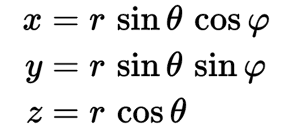 x = r sin θ cos φ
y = r sin θ sin φ
z = r cos θ